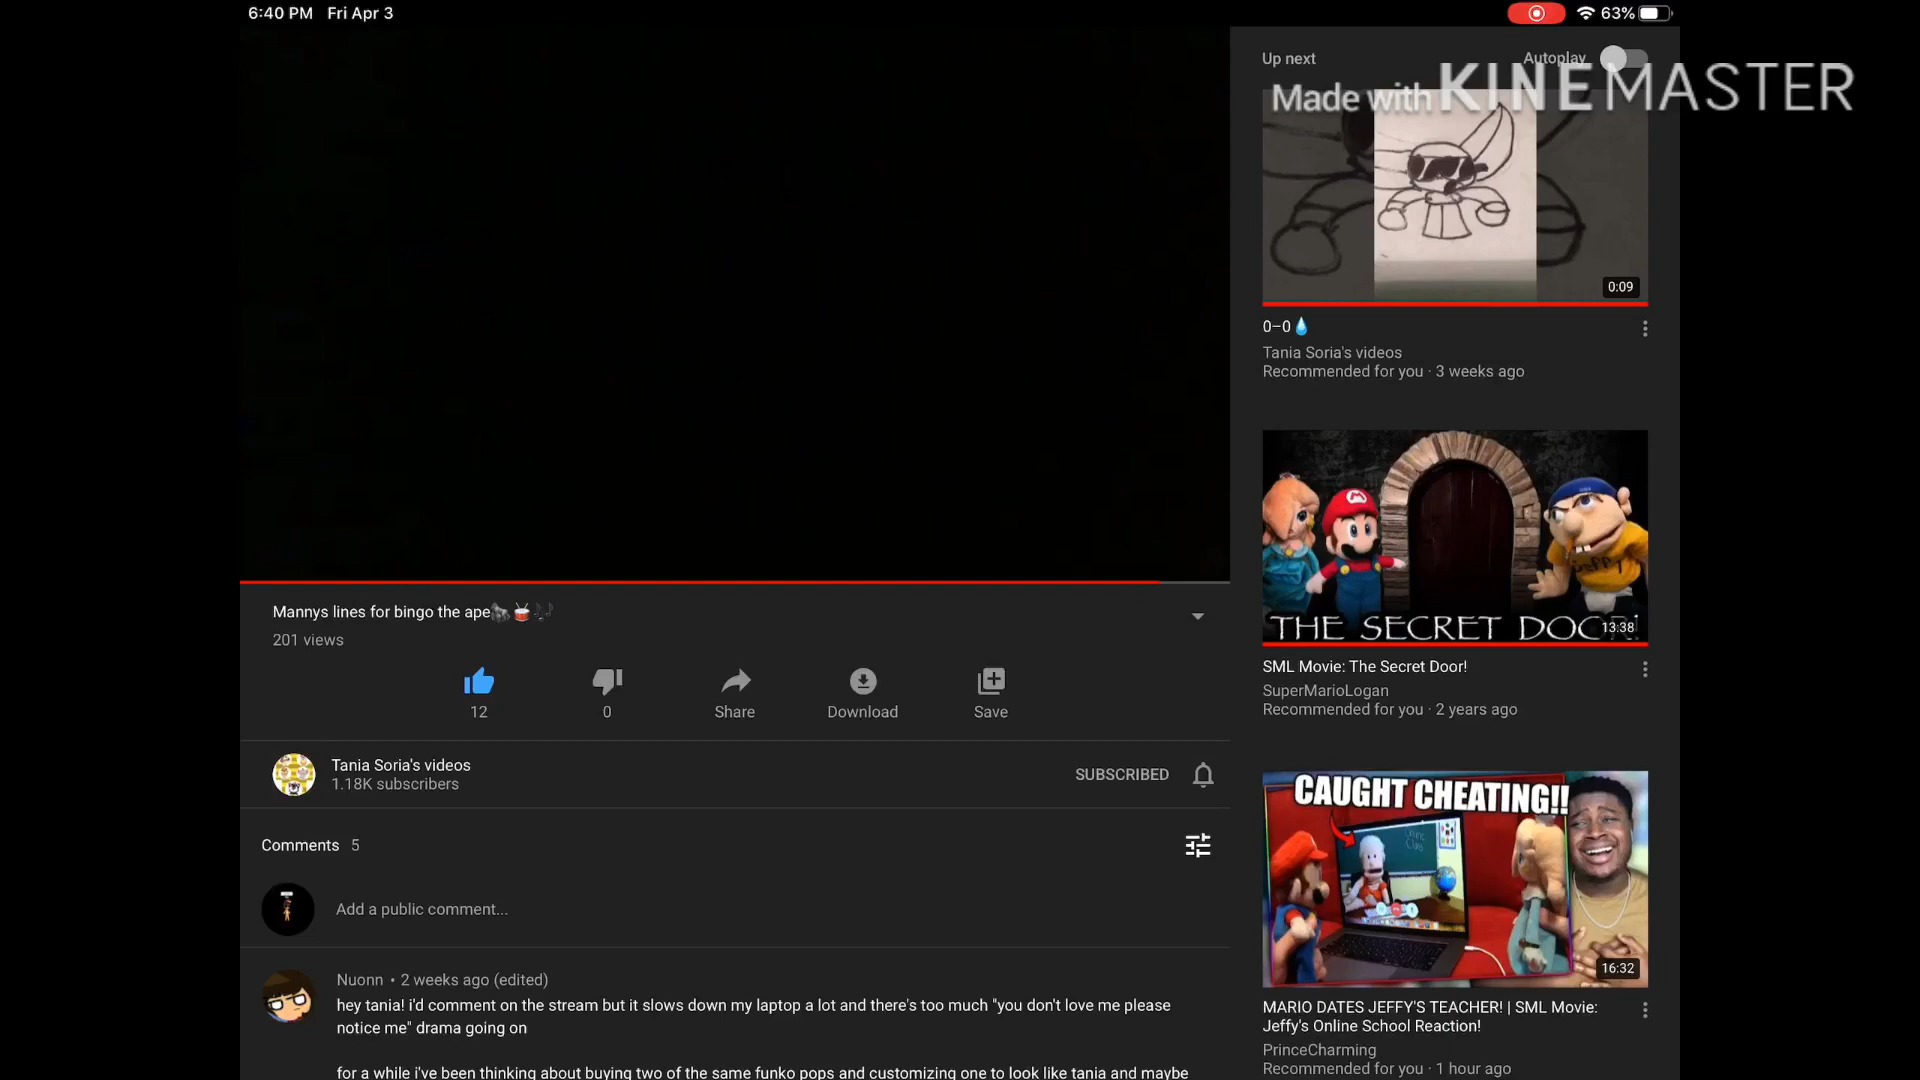 6:40 PM Fri Apr 3
63%
Up next
Autoplay
Made with KINEMASTER
0:09
0-0💧
Tania Soria's videos
Recommended for you · 3 weeks ago
THE SECRET DOOR!
13:38
SML Movie: The Secret Door!
SuperMarioLogan
Recommended for you · 2 years ago
CAUGHT CHEATING!!
16:32
MARIO DATES JEFFY'S TEACHER! | SML Movie:
Jeffy's Online School Reaction!
PrinceCharming
Recommended for you · 1 hour ago
Mannys lines for bingo the ape🦍🥁🎶
201 views
12
0
Share
Download
Save
Tania Soria's videos
1.18K subscribers
SUBSCRIBED
Comments 5
Add a public comment...
Nuonn • 2 weeks ago (edited)
hey tania! i'd comment on the stream but it slows down my laptop a lot and there's too much "you don't love me please
notice me" drama going on
for a while i've been thinking about buying two of the same funko pops and customizing one to look like tania and maybe